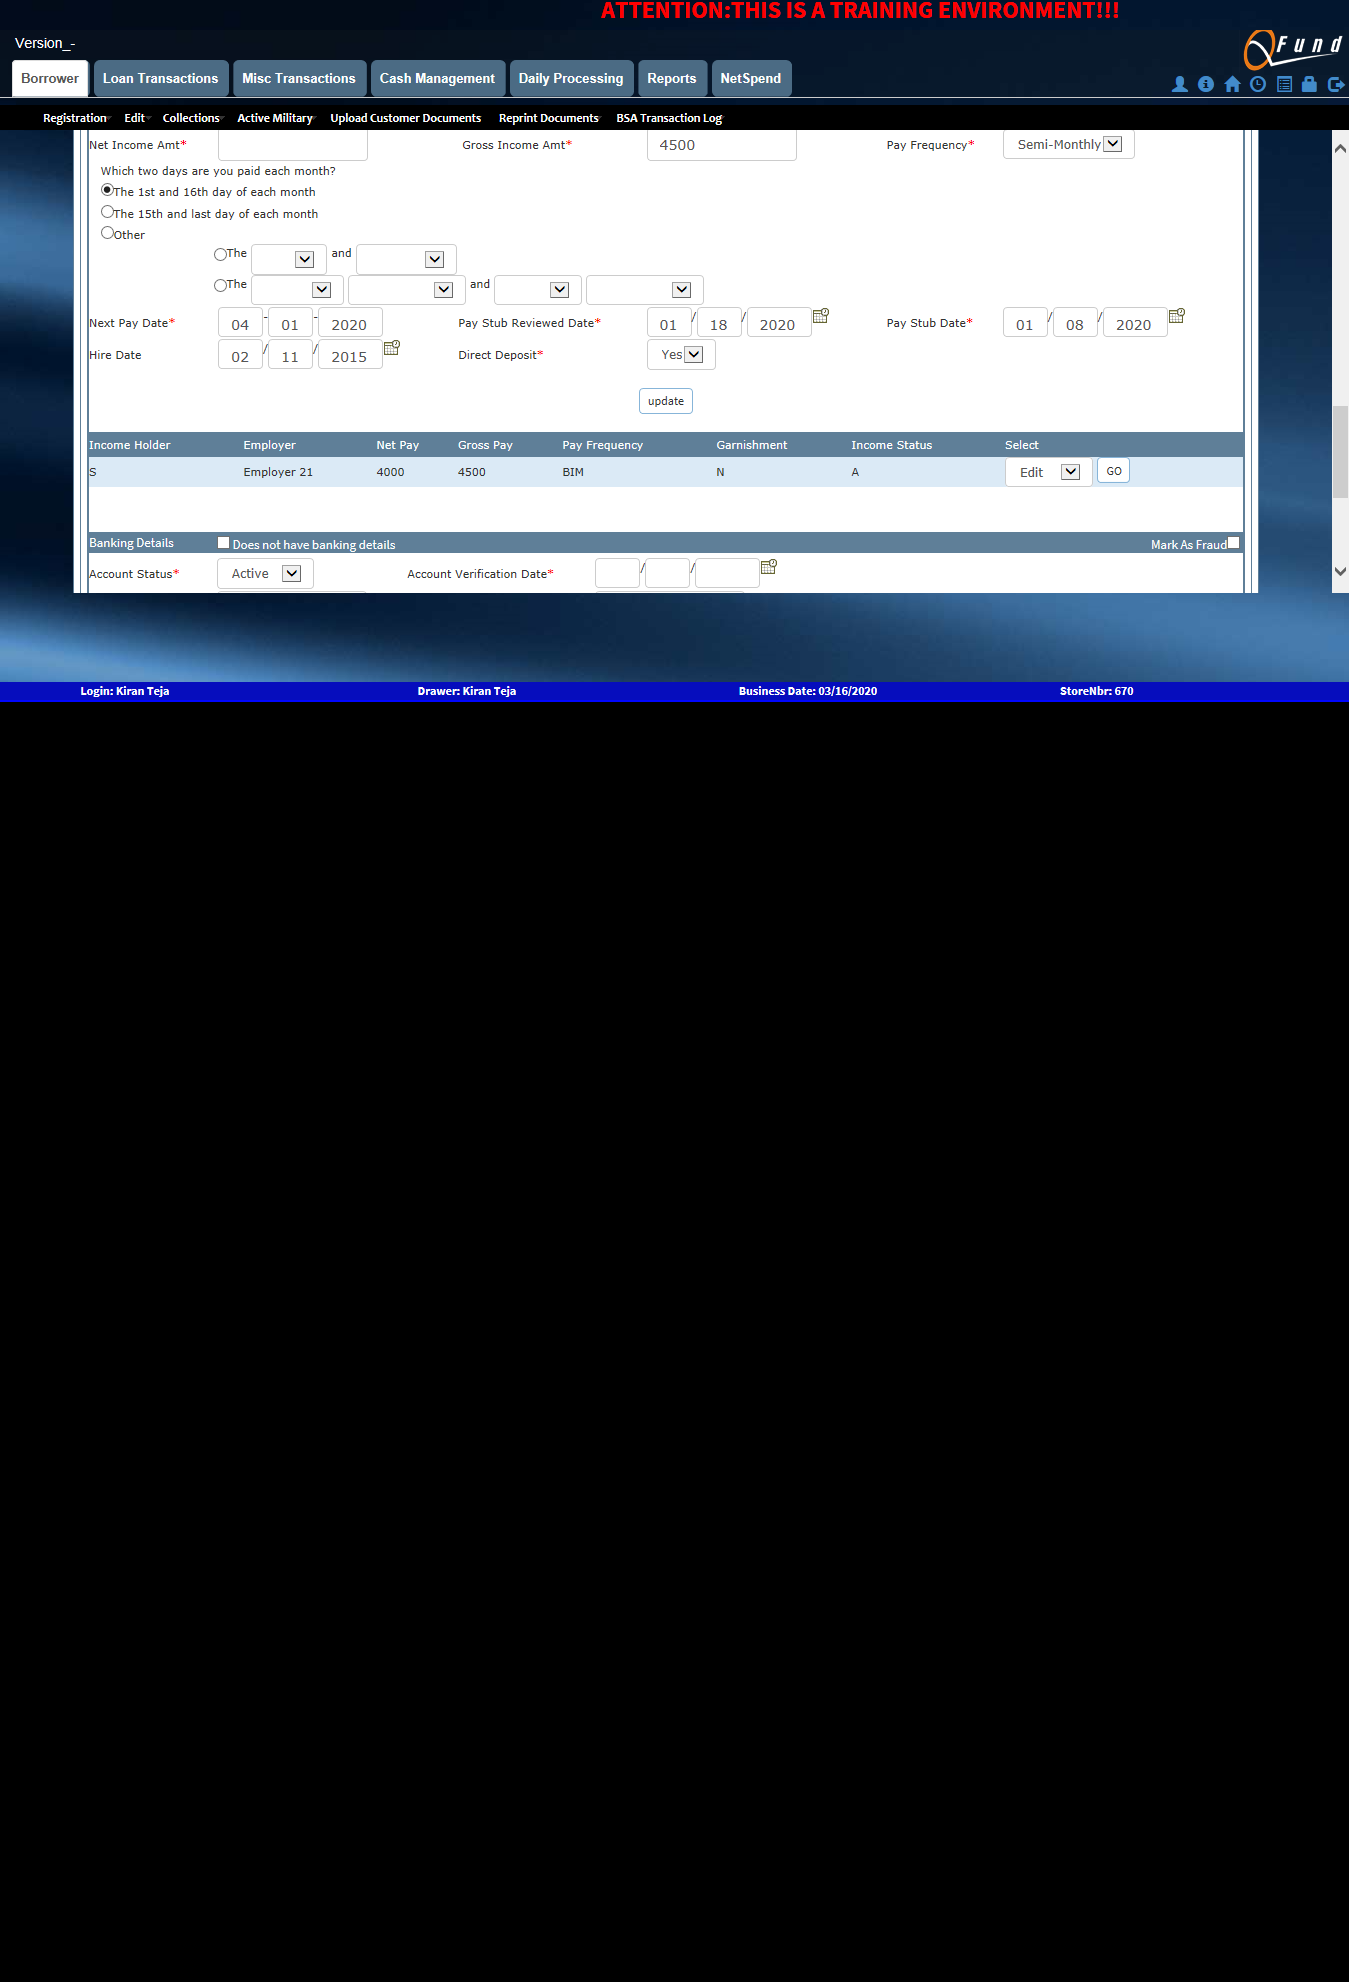 ATTENTION:THIS IS A TRAINING ENVIRONMENT!!!
Version_-
QFund
Borrower Loan Transactions Misc Transactions Cash Management Daily Processing Reports NetSpend
Registration Edit Collections Active Military Upload Customer Documents Reprint Documents BSA Transaction Log
Net Income Amt* Gross Income Amt* 4500 Pay Frequency* Semi-Monthly
Which two days are you paid each month?
The 1st and 16th day of each month
The 15th and last day of each month
Other
The and
The and
Next Pay Date* 04 - 01 - 2020 Pay Stub Reviewed Date* 01 / 18 / 2020 Pay Stub Date* 01 / 08 / 2020
Hire Date 02 / 11 / 2015 Direct Deposit* Yes
update
Income Holder Employer Net Pay Gross Pay Pay Frequency Garnishment Income Status Select
S Employer 21 4000 4500 BIM N A Edit GO
Banking Details Does not have banking details Mark As Fraud
Account Status* Active Account Verification Date* / /
Login: Kiran Teja Drawer: Kiran Teja Business Date: 03/16/2020 StoreNbr: 670